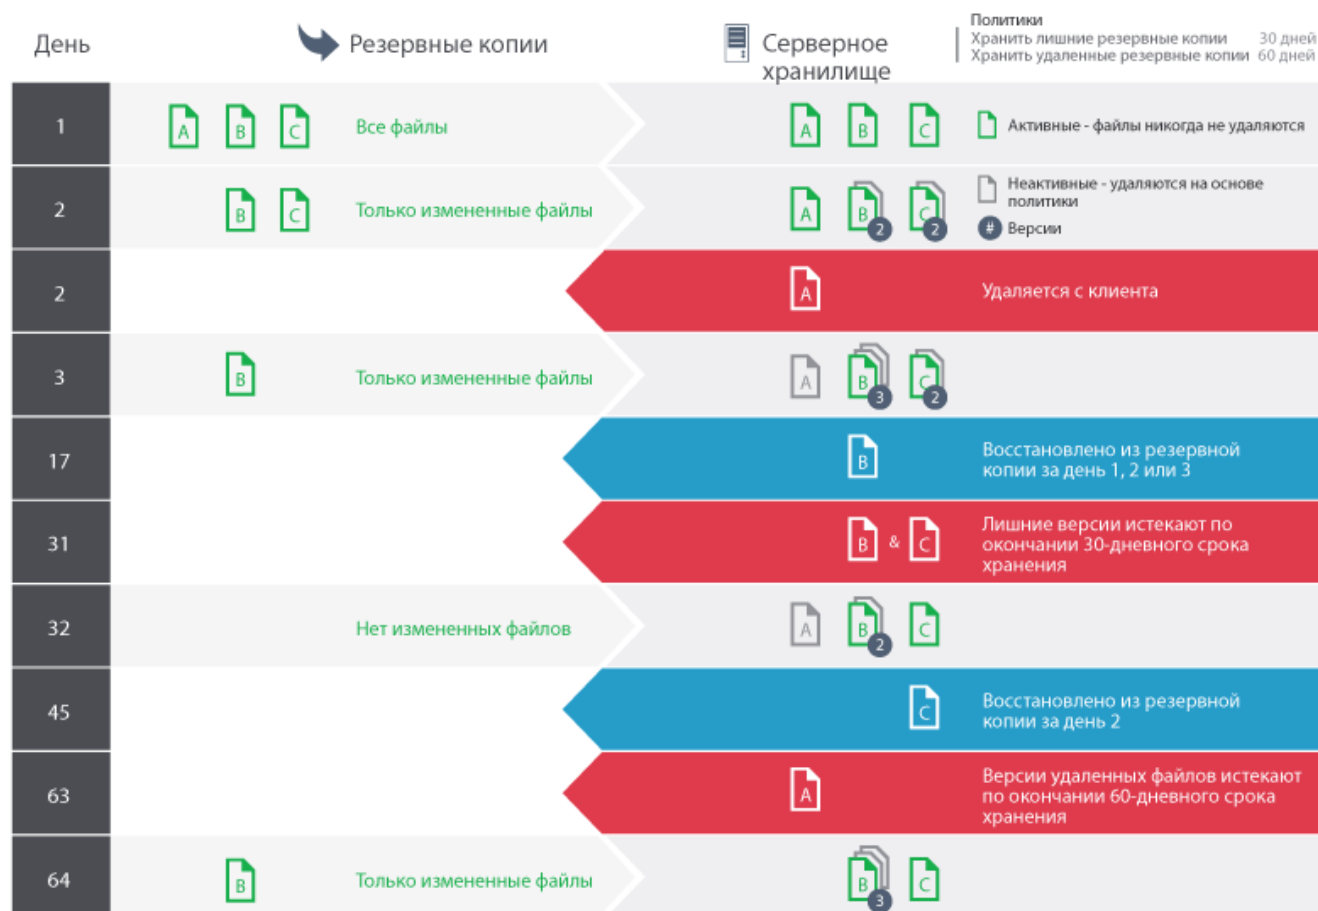 День
Резервные копии
Серверное
хранилище
Политики
Хранить лишние резервные копии 30 дней
Хранить удаленные резервные копии 60 дней
1
A B C
Все файлы
A B C
Активные - файлы никогда не удаляются
2
B C
Только измененные файлы
A B 2 C 2
Неактивные - удаляются на основе
политики
# Версии
2
A
Удаляется с клиента
3
B
Только измененные файлы
A B 3 C 2
17
B
Восстановлено из резервной
копии за день 1, 2 или 3
31
B & C
Лишние версии истекают по
окончании 30-дневного срока
хранения
32
Нет измененных файлов
A B 2 C
45
C
Восстановлено из резервной
копии за день 2
63
A
Версии удаленных файлов истекают
по окончании 60-дневного срока
хранения
64
B
Только измененные файлы
B 3 C